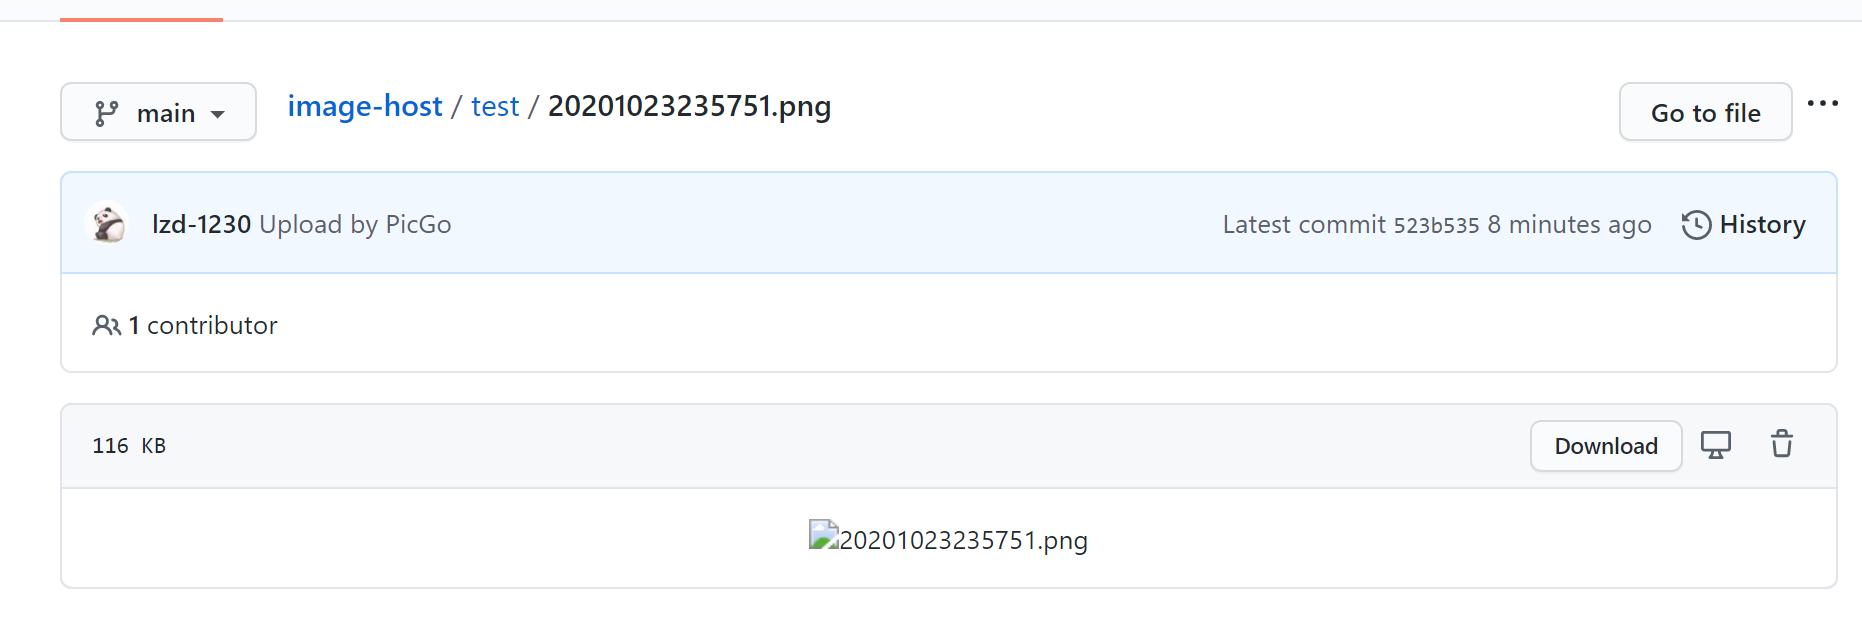 main
image-host / test / 20201023235751.png
Go to file
lzd-1230 Upload by PicGo
Latest commit 523b535 8 minutes ago
History
1 contributor
116 KB
Download
20201023235751.png